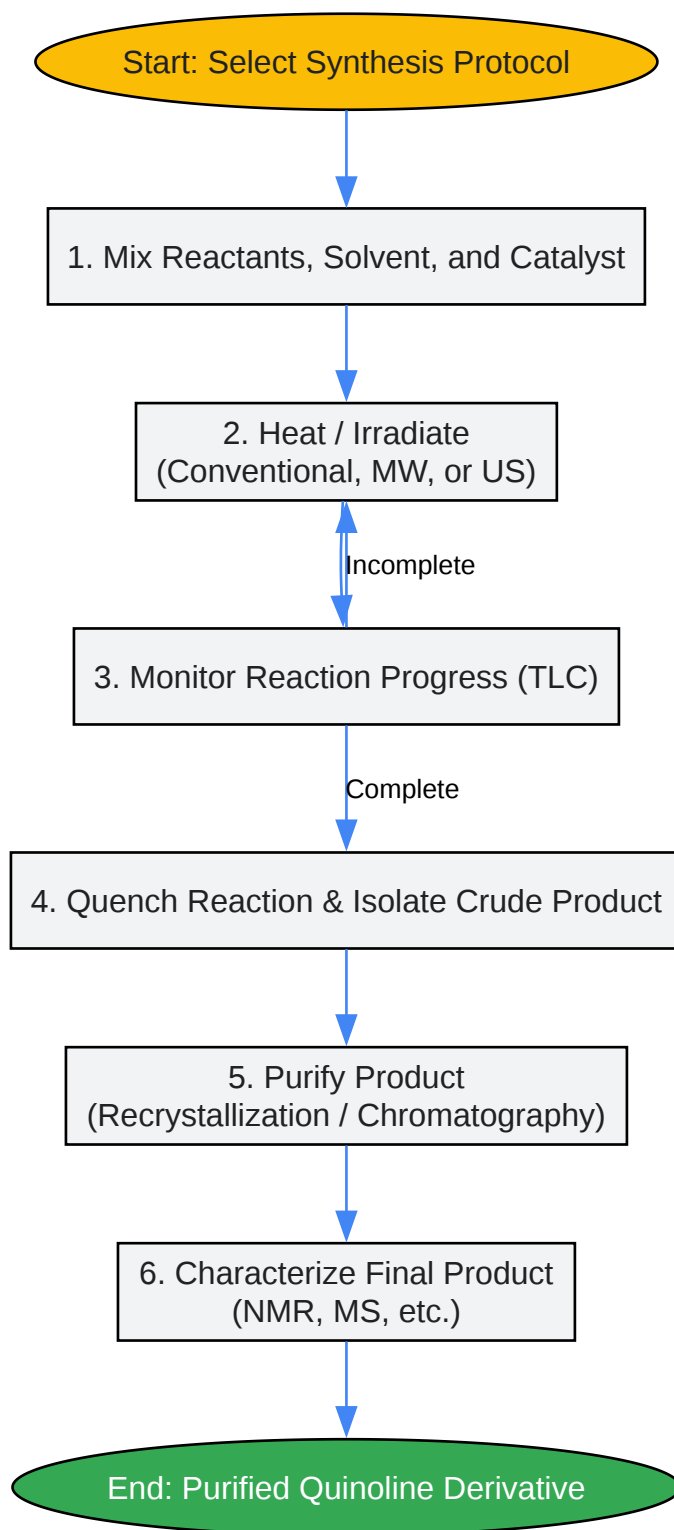 Start: Select Synthesis Protocol
1. Mix Reactants, Solvent, and Catalyst
2. Heat / Irradiate
(Conventional, MW, or US)
Incomplete
3. Monitor Reaction Progress (TLC)
Complete
4. Quench Reaction & Isolate Crude Product
5. Purify Product
(Recrystallization / Chromatography)
6. Characterize Final Product
(NMR, MS, etc.)
End: Purified Quinoline Derivative